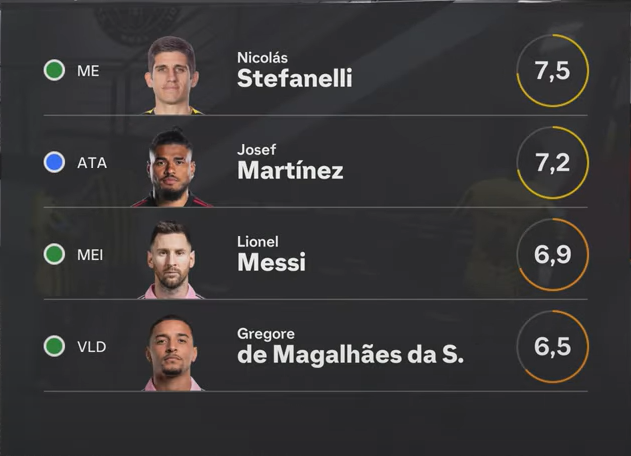 ME
Nicolás
Stefanelli
7,5
ATA
Josef
Martínez
7,2
MEI
Lionel
Messi
6,9
VLD
Gregore
de Magalhães da S.
6,5